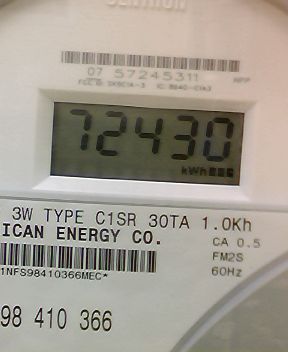 CENTRON
07 57245311
72430
kWh
3W TYPE C1SR 30TA 1.0Kh
ICAN ENERGY CO.
CA 0.5
FM2S
60Hz
1NFS98410366MEC*
98 410 366